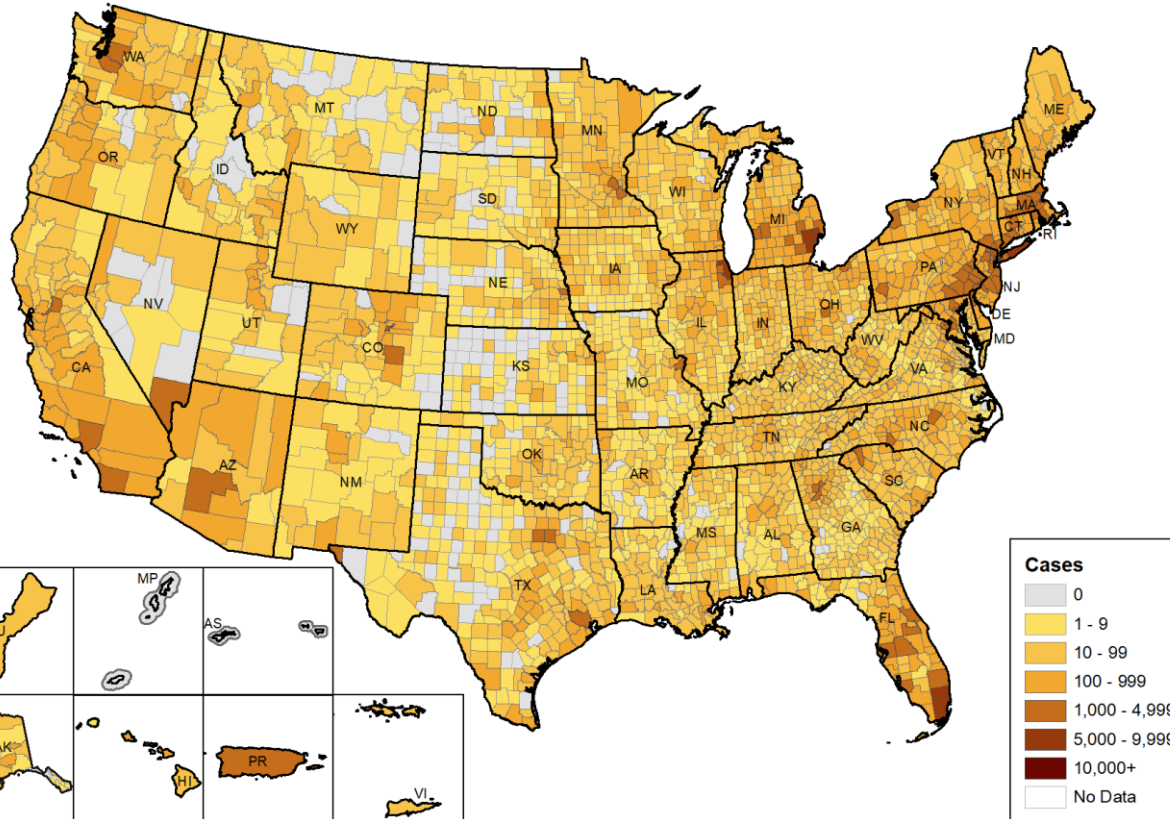 WA
MT
ND
MN
ME
OR
ID
SD
WI
VT
NH
NY
MA
WY
MI
CT
RI
IA
PA
NE
NJ
NV
UT
OH
DE
IL
IN
CO
MD
WV
KS
VA
CA
MO
KY
NC
TN
AZ
OK
NM
AR
SC
MS
AL
GA
TX
LA
FL
MP
AS
PR
HI
VI
Cases
0
1 - 9
10 - 99
100 - 999
1,000 - 4,999
5,000 - 9,999
10,000+
No Data